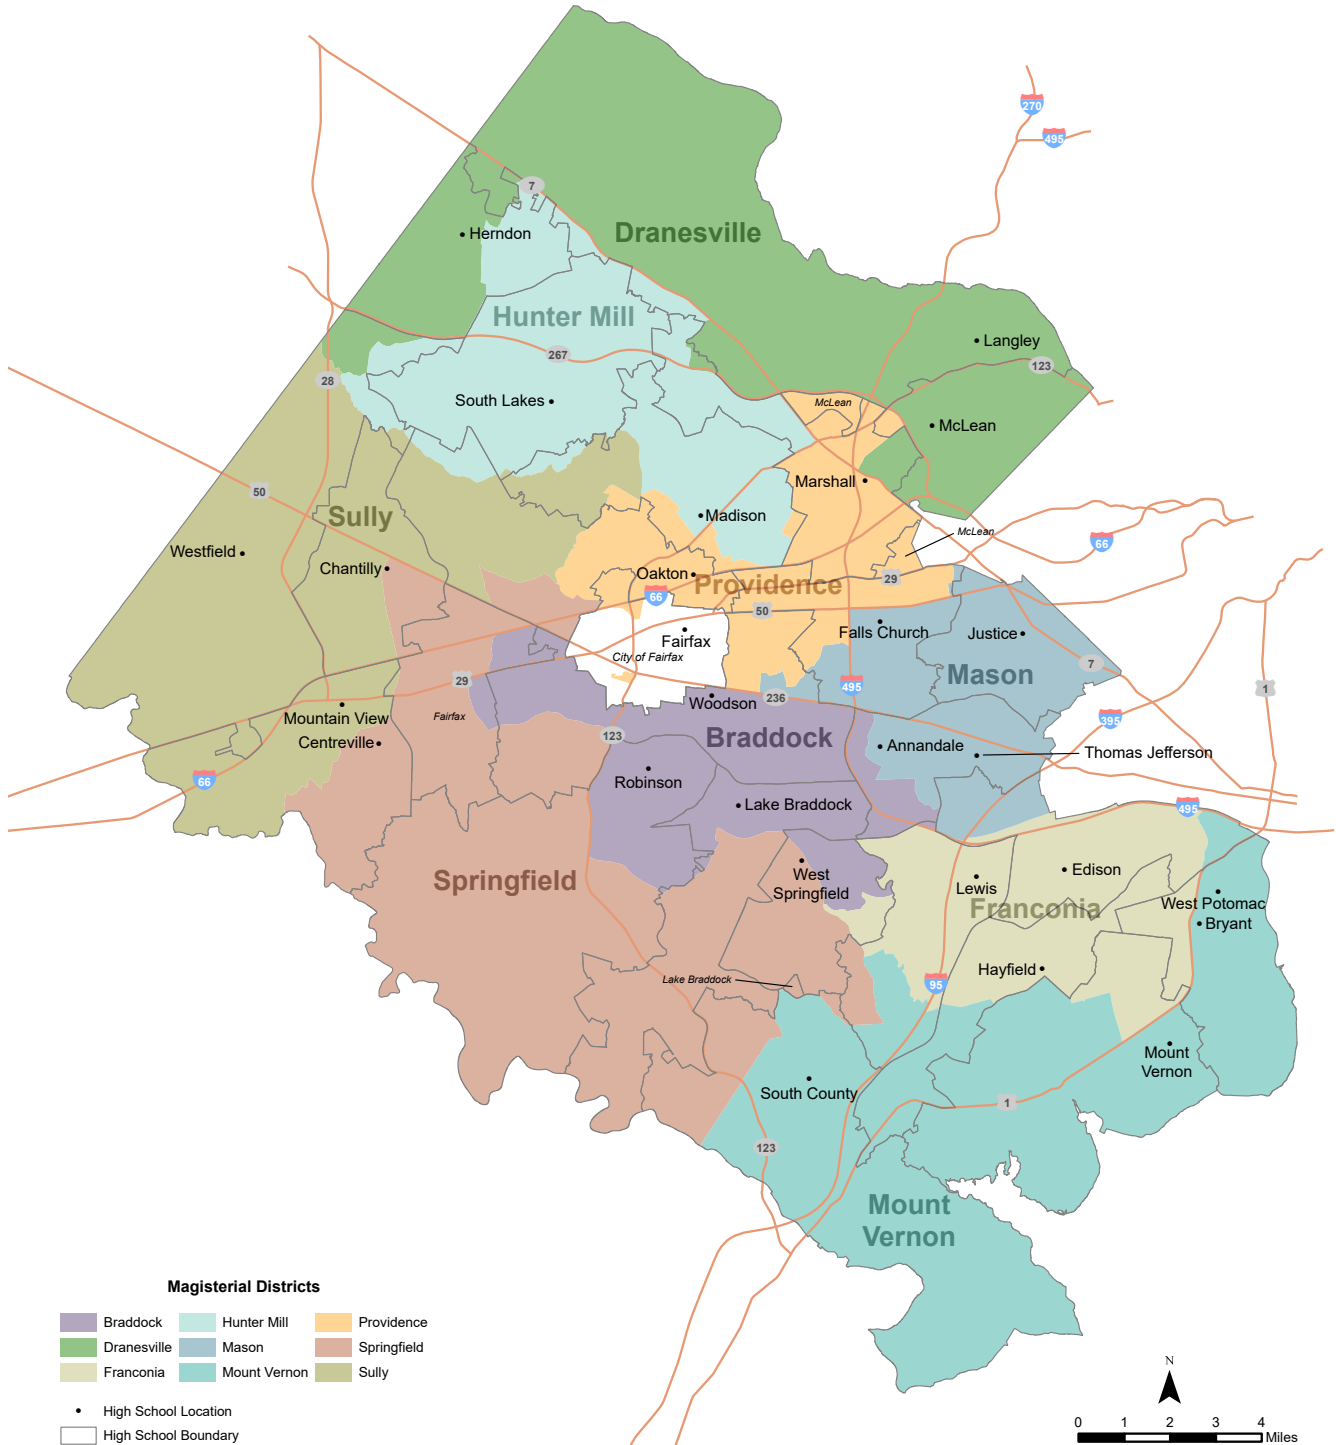 270
495
7
Dranesville
Herndon
Hunter Mill
267
Langley
123
28
South Lakes
McLean
McLean
Marshall
50
Sully
Madison
McLean
66
Westfield
Chantilly
Oakton
Providence
29
66
50
Falls Church
Justice
Fairfax
City of Fairfax
7
Mason
29
495
236
1
Woodson
Mountain View
Fairfax
395
123
Braddock
Centreville
Annandale
Thomas Jefferson
66
Robinson
Lake Braddock
495
Springfield
West
Springfield
Edison
Lewis
Franconia
West Potomac
Bryant
Hayfield
Lake Braddock
95
Mount
Vernon
South County
1
123
Mount
Vernon
Magisterial Districts
Braddock Hunter Mill Providence
Dranesville Mason Springfield
Franconia Mount Vernon Sully
High School Location
High School Boundary
N
0 1 2 3 4
Miles